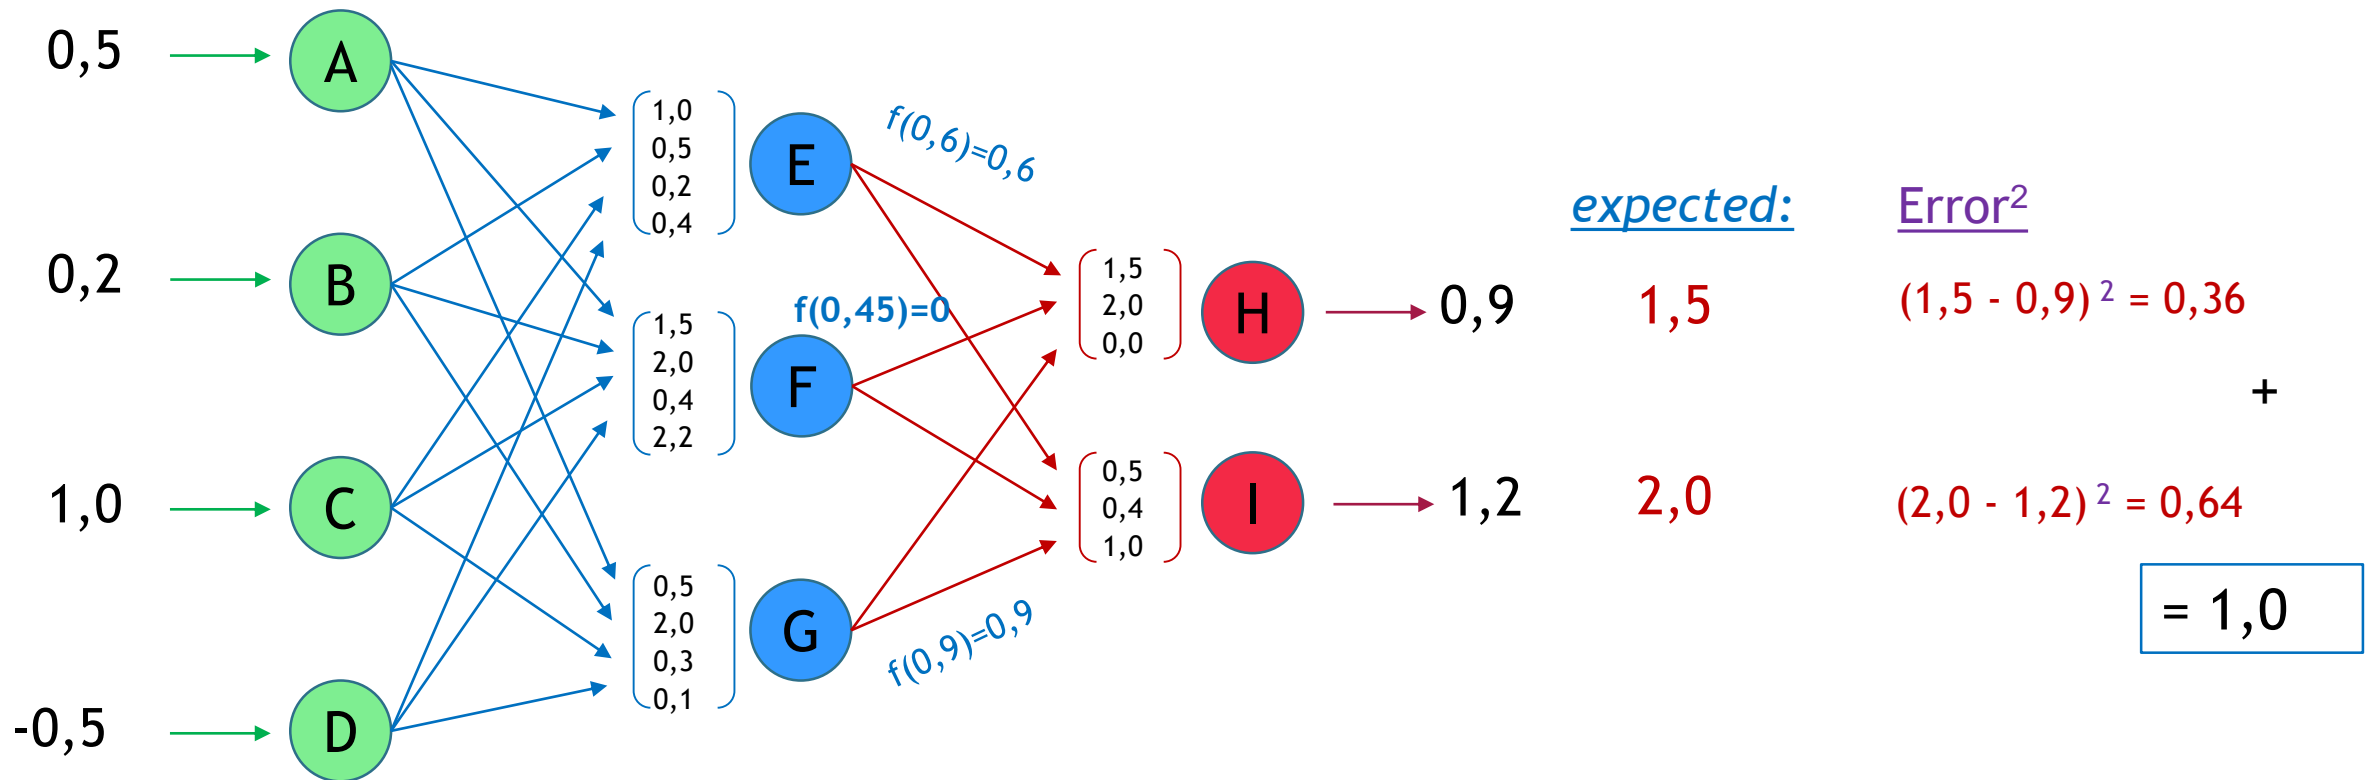 0,5
A
1,0
0,5
0,2
0,4
E
f(0,6)=0,6
expected:
Error²
0,2
B
1,5
2,0
0,4
2,2
f(0,45)=0
F
1,5
2,0
0,0
H
0,9
1,5
(1,5 - 0,9) ² = 0,36
+
1,0
C
0,5
0,4
1,0
I
1,2
2,0
(2,0 - 1,2) ² = 0,64
= 1,0
0,5
2,0
0,3
0,1
G
f(0,9)=0,9
-0,5
D